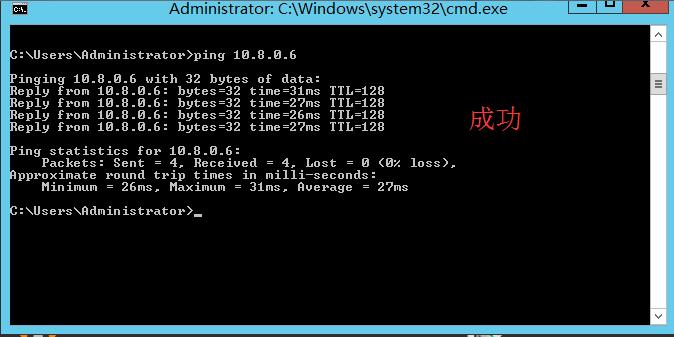 Administrator: C:\Windows\system32\cmd.exe
C:\Users\Administrator>ping 10.8.0.6
Pinging 10.8.0.6 with 32 bytes of data:
Reply from 10.8.0.6: bytes=32 time=31ms TTL=128
Reply from 10.8.0.6: bytes=32 time=27ms TTL=128
Reply from 10.8.0.6: bytes=32 time=26ms TTL=128
Reply from 10.8.0.6: bytes=32 time=27ms TTL=128
成功
Ping statistics for 10.8.0.6:
Packets: Sent = 4, Received = 4, Lost = 0 (0% loss),
Approximate round trip times in milli-seconds:
Minimum = 26ms, Maximum = 31ms, Average = 27ms
C:\Users\Administrator>_